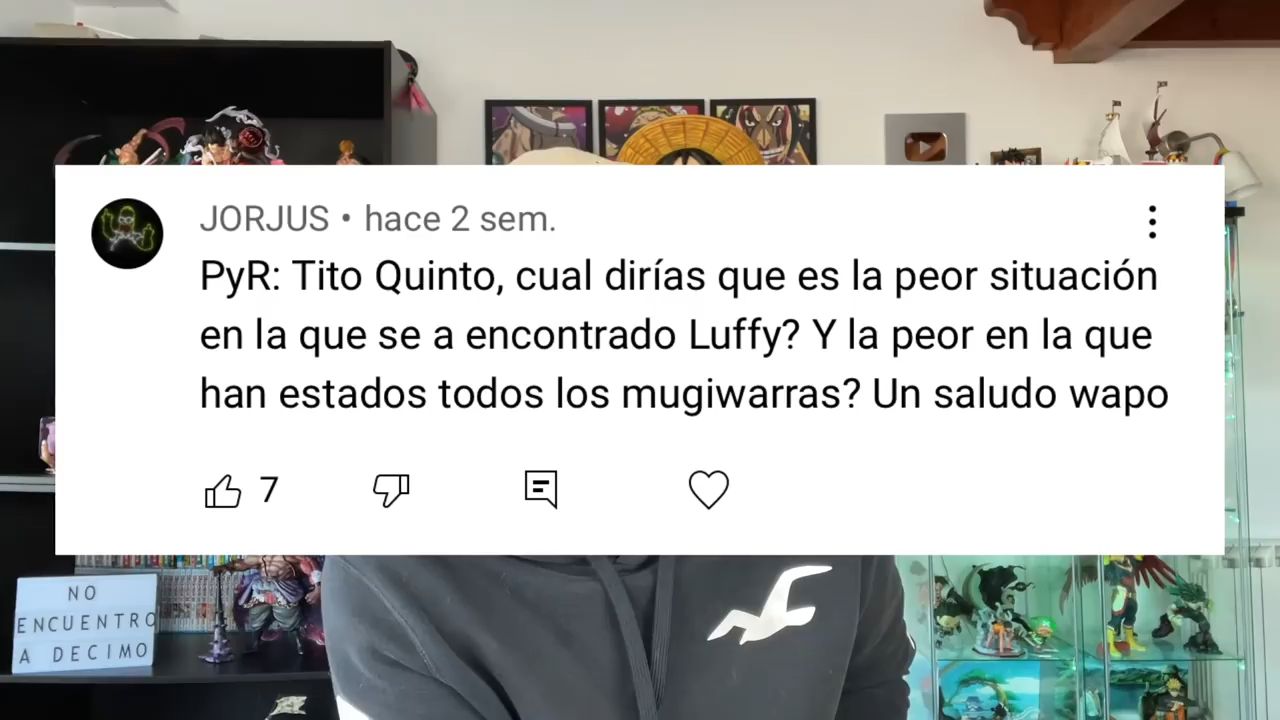 JORJUS • hace 2 sem.
PyR: Tito Quinto, cual dirías que es la peor situación
en la que se a encontrado Luffy? Y la peor en la que
han estados todos los mugiwarras? Un saludo wapo
7
NO
ENCUENTRO
A DECIMO